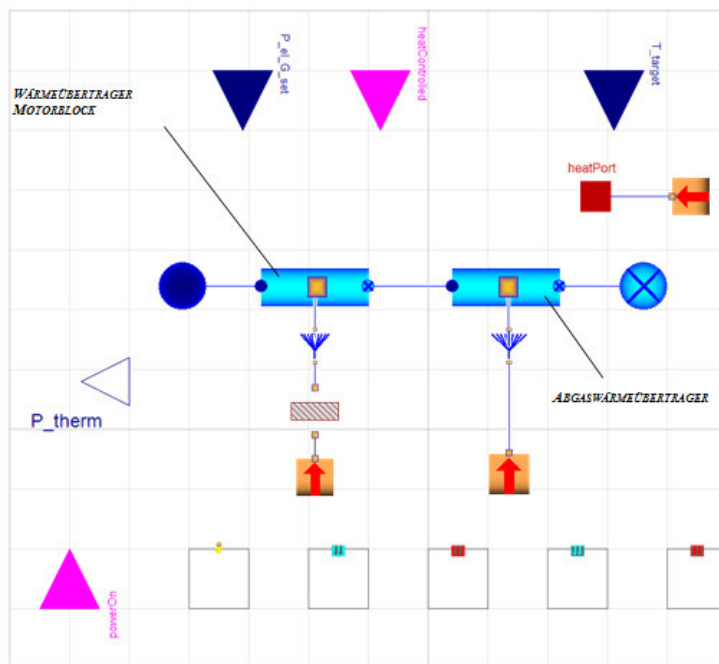 P_el_G_set
heatControlled
T_target
WÄRMEÜBERTRAGER
MOTORBLOCK
heatPort
ABGASWÄRMEÜBERTRAGER
P_therm
powerOn